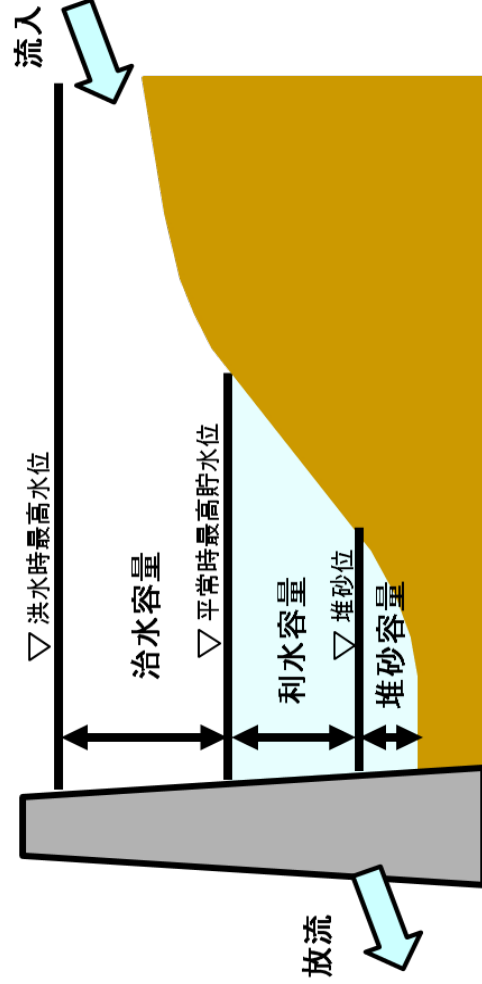 流入
▽ 洪水時最高水位
治水容量
▽ 平常時最高貯水位
利水容量
▽ 堆砂位
堆砂容量
放流